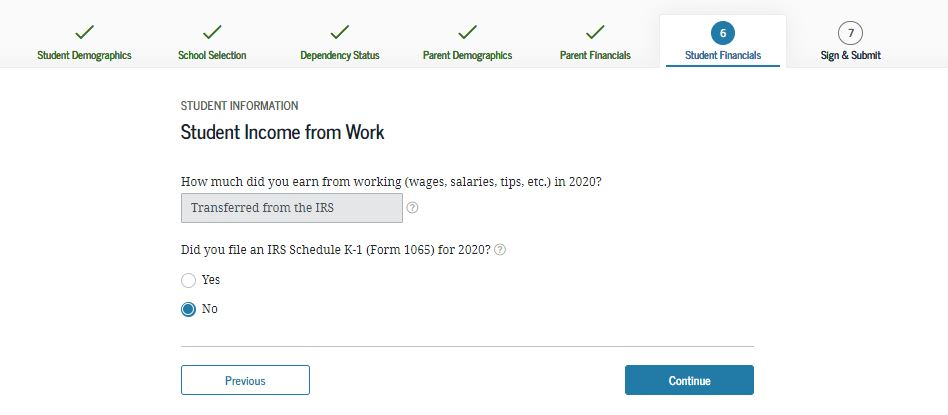 6
7
Student Demographics
School Selection
Dependency Status
Parent Demographics
Parent Financials
Student Financials
Sign & Submit
STUDENT INFORMATION
Student Income from Work
How much did you earn from working (wages, salaries, tips, etc.) in 2020?
Transferred from the IRS ?
Did you file an IRS Schedule K-1 (Form 1065) for 2020? ?
Yes
No
Previous
Continue